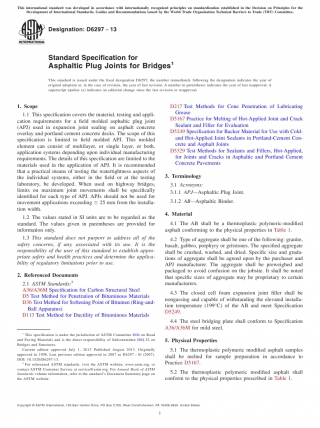 This international standard was developed in accordance with internationally recognized principles on standardization established in the Decision on Principles for the
Development of International Standards, Guides and Recommendations issued by the World Trade Organization Technical Barriers to Trade (TBT) Committee.
Designation: D6297 − 13
Standard Specification for
Asphaltic Plug Joints for Bridges¹
This standard is issued under the fixed designation D6297; the number immediately following the designation indicates the year of
original adoption or, in the case of revision, the year of last revision. A number in parentheses indicates the year of last reapproval. A
superscript epsilon (ε) indicates an editorial change since the last revision or reapproval.
1. Scope
1.1 This specification covers the material, testing and appli-
cation requirements for a field molded asphaltic plug joint
(APJ) used in expansion joint sealing on asphalt concrete
overlay and portland cement concrete decks. The scope of this
specification is limited to field molded APJ. This molded
element can consist of multilayer, or single layer, or both,
application systems depending upon individual manufacturing
requirements. The details of this specification are limited to the
materials used in the application of APJ. It is recommended
that a practical means of testing the watertightness aspects of
the individual systems, either in the field or at the testing
laboratory, be developed. When used on highway bridges,
limits on maximum joint movements shall be specifically
identified for each type of APJ. APJs should not be used for
movement applications exceeding ± 25 mm from the installa-
tion width.
1.2 The values stated in SI units are to be regarded as the
standard. The values given in parentheses are provided for
information only.
1.3 This standard does not purport to address all of the
safety concerns, if any, associated with its use. It is the
responsibility of the user of this standard to establish appro-
priate safety and health practices and determine the applica-
bility of regulatory limitations prior to use.
2. Referenced Documents
2.1 ASTM Standards:²
A36/A36M Specification for Carbon Structural Steel
D5 Test Method for Penetration of Bituminous Materials
D36 Test Method for Softening Point of Bitumen (Ring-and-
Ball Apparatus)
D113 Test Method for Ductility of Bituminous Materials
¹ This specification is under the jurisdiction of ASTM Committee D04 on Road
and Paving Materials and is the direct responsibility of Subcommittee
Bridges and Structures.
Current edition approved July 1, 2013. Published August 2013. Originally
approved in 1998. Last previous edition approved in 2007 as D6297 – 01 (2007).
DOI: 10.1520/D6297-13.
² For referenced ASTM standards, visit the ASTM website, www.astm.org, or
contact ASTM Customer Service at service@astm.org. For Annual Book of ASTM
Standards volume information, refer to the standard's Document Summary page on
the ASTM website.
D217 Test Methods for Cone Penetration of Lubricating
Grease
D5167 Practice for Melting of Hot-Applied Joint and Crack
Sealant and Filler for Evaluation
D5249 Specification for Backer Material for Use with Cold-
and Hot-Applied Joint Sealants in Portland-Cement Con-
crete and Asphalt Joints
D5329 Test Methods for Sealants and Fillers, Hot-Applied,
for Joints and Cracks in Asphaltic and Portland Cement
Concrete Pavements
3. Terminology
3.1 Acronyms:
3.1.1 APJ—Asphaltic Plug Joint.
3.1.2 AB—Asphaltic Binder.
4. Material
4.1 The AB shall be a thermoplastic polymeric-modified
asphalt conforming to the properties in Table 1.
4.2 Type of aggregate shall be one of the following: granite,
basalt, gabbro, porphyry or gritstones. The specified aggregate
shall be crushed, washed, and dried. Specific size and grada-
tions of aggregate shall be agreed upon by the purchaser and
APJ manufacturer. The aggregate shall be preweighed and
packaged to avoid confusion on the jobsite. It shall be noted
that specific sizes of aggregate may be proprietary to certain
manufacturers.
4.3 The closed cell foam expansion joint filler shall be
nongassing and capable of withstanding the elevated installa-
tion temperature (199°C) of the AB and meet Specification
D5249.
4.4 The steel bridging plate shall conform to Specification
A36/A36M for mild steel.
5. Physical Properties
5.1 The thermoplastic polymeric modified asphalt samples
shall be melted for sample preparation in accordance to
Practice D5167.
5.2 The thermoplastic polymeric modified asphalt shall
conform to the physical properties prescribed in Table 1.
Copyright © ASTM International, 100 Barr Harbor Drive, PO Box C700, West Conshohocken, PA 19428-2959. United States
1